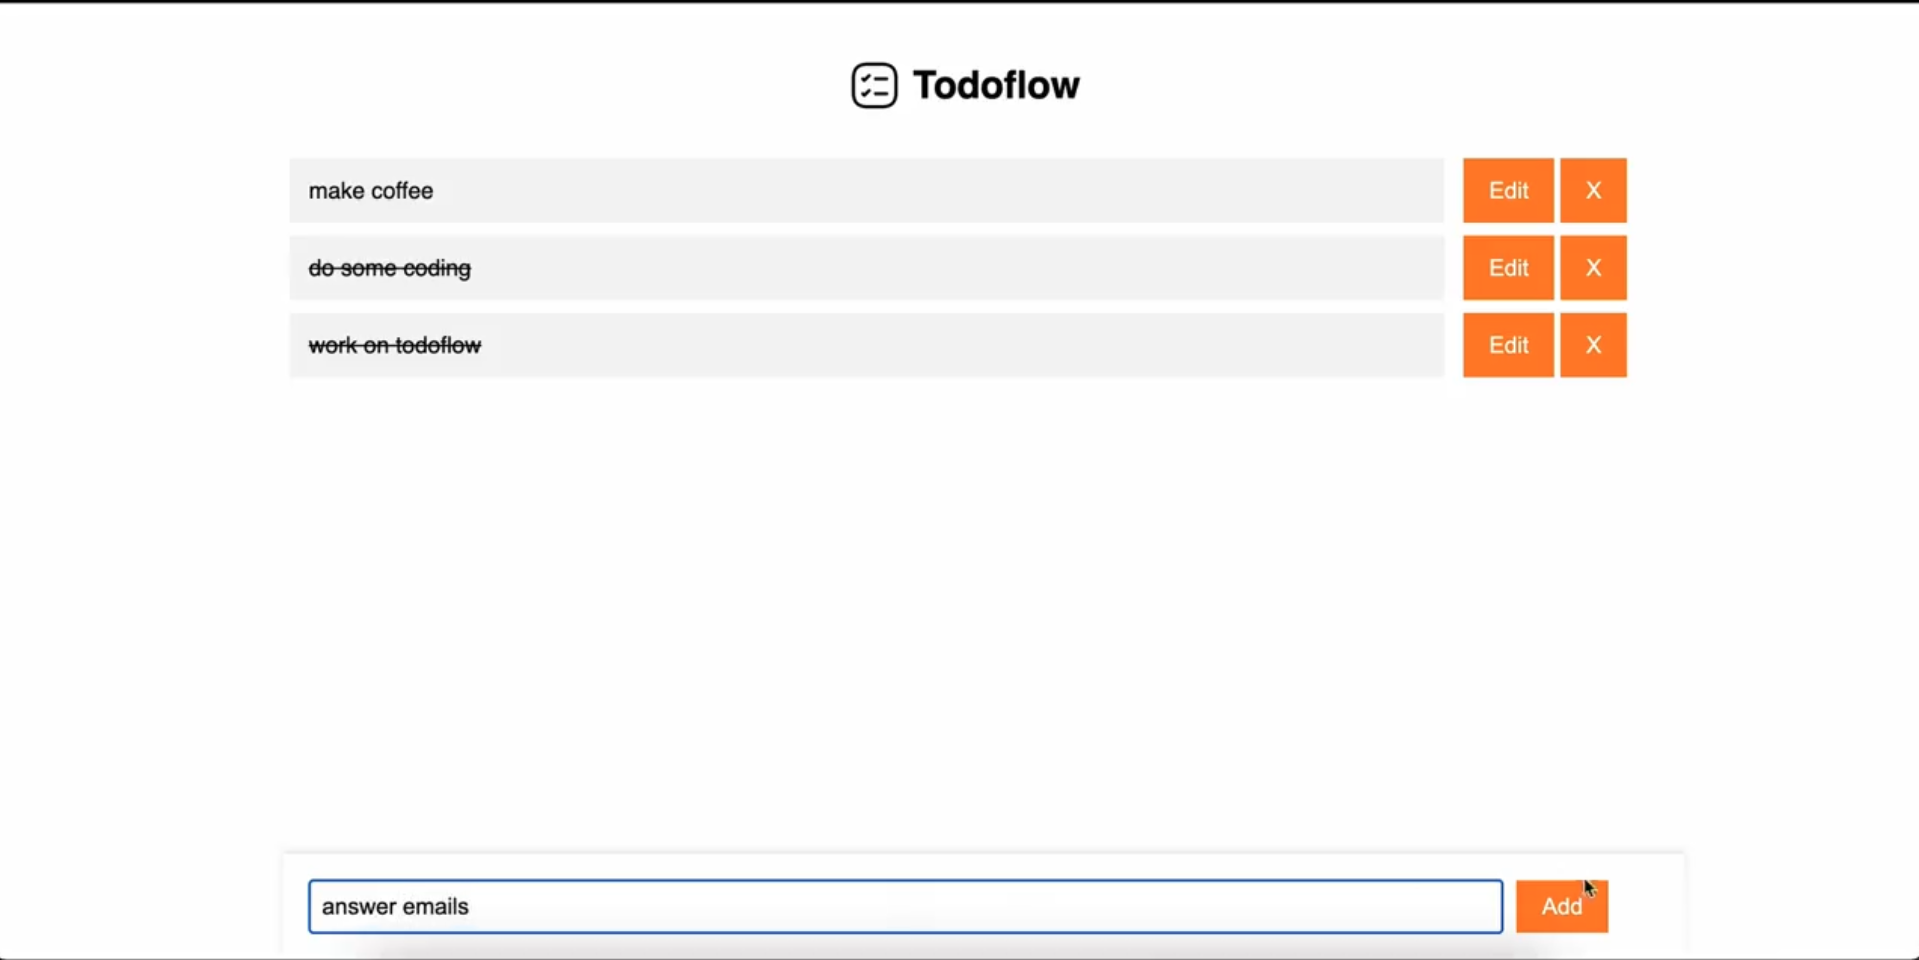 Todoflow
make coffee Edit X
do some coding Edit X
work on todoflow Edit X
answer emails Add